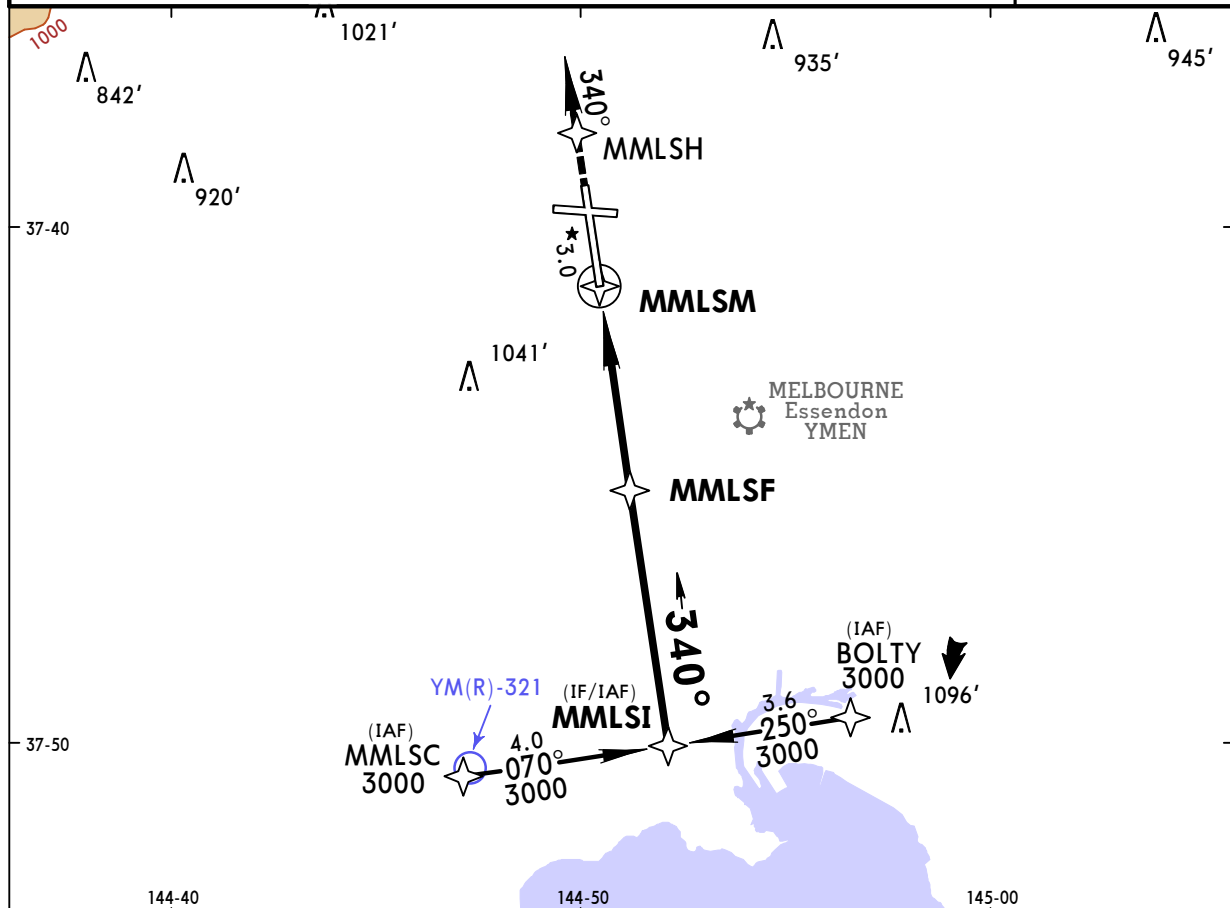 1000
1021'
935'
945'
842'
340°
MMLSH
920'
37-40
3.0
MMLSM
1041'
MELBOURNE
Essendon
YMEN
MMLSF
340°
(IAF)
BOLTY
3000
1096'
YM(R)-321
(IF/IAF)
MMLSI
3.6
250°
3000
(IAF)
MMLSC
3000
4.0
070°
3000
37-50
144-40
144-50
145-00